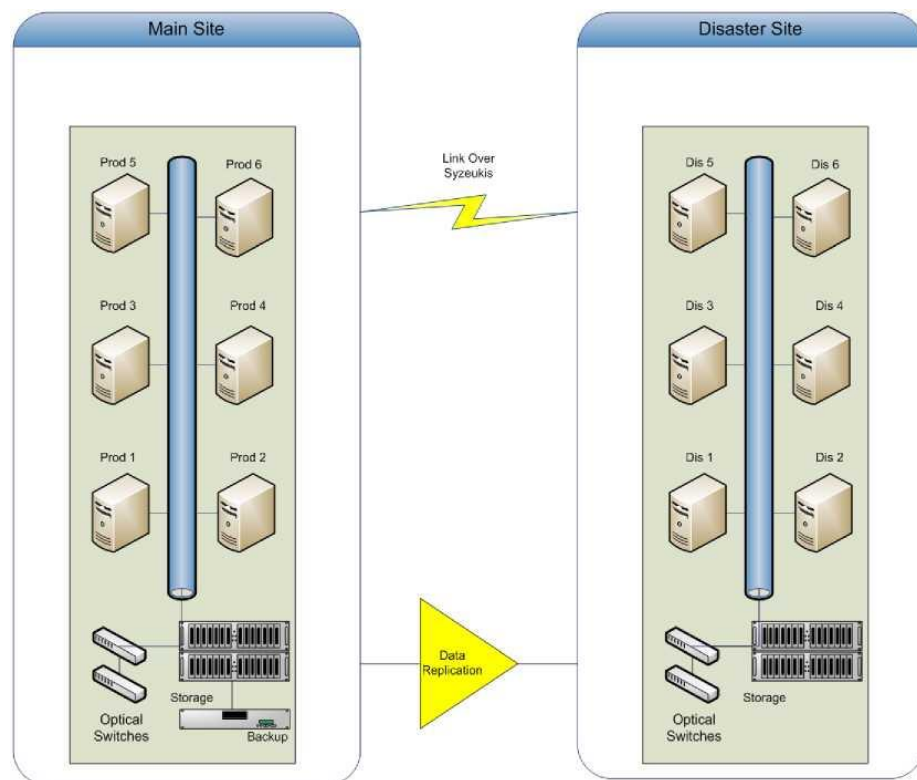 Main Site
Disaster Site
Prod 5
Prod 6
Prod 3
Prod 4
Prod 1
Prod 2
Storage
Optical
Switches
Backup
Link Over
Syzeukis
Data
Replication
Dis 5
Dis 6
Dis 3
Dis 4
Dis 1
Dis 2
Storage
Optical
Switches